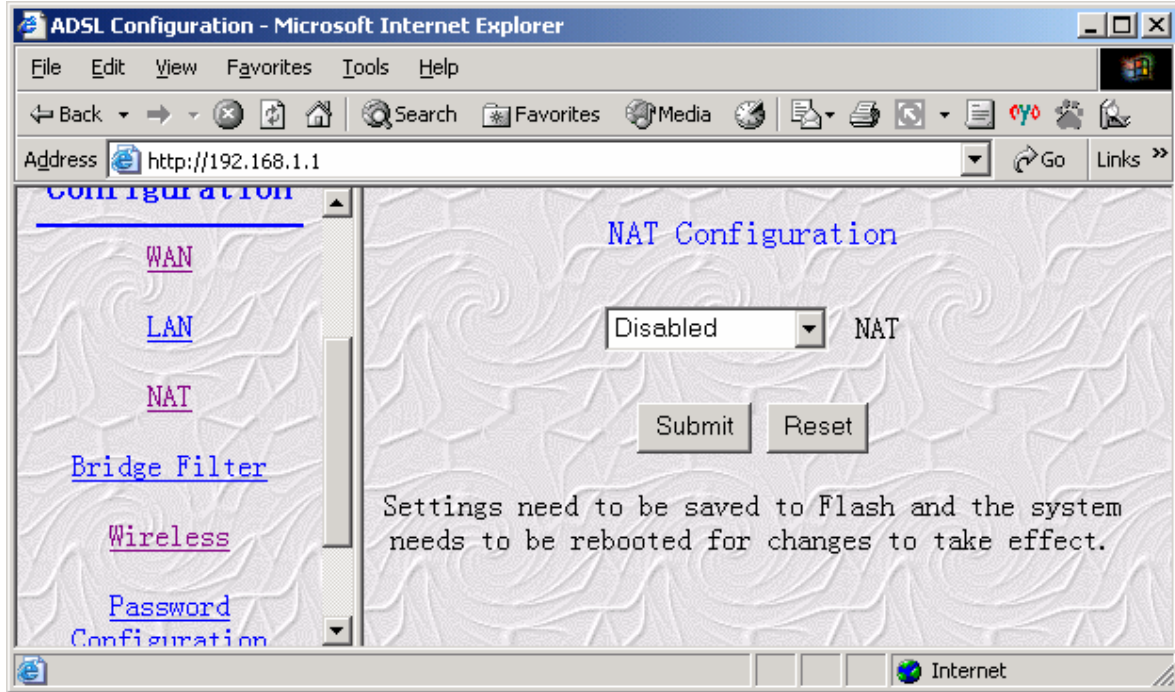 ADSL Configuration - Microsoft Internet Explorer
File Edit View Favorites Tools Help
Back Search Favorites Media
Address http://192.168.1.1 Go Links »
Configuration
WAN
LAN
NAT
Bridge Filter
Wireless
Password
Configuration
NAT Configuration
Disabled NAT
Submit Reset
Settings need to be saved to Flash and the system
needs to be rebooted for changes to take effect.
Internet